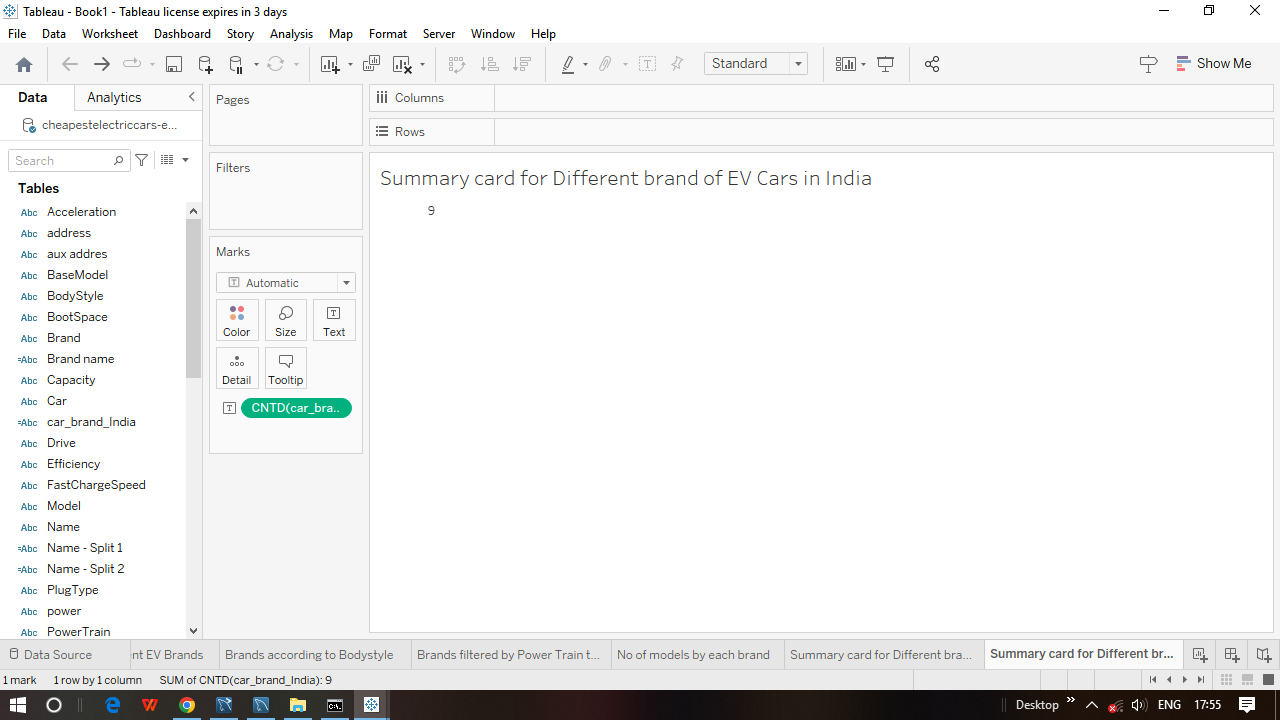 Tableau - Book1 - Tableau license expires in 3 days
File Data Worksheet Dashboard Story Analysis Map Format Server Window Help
Standard
Show Me
Data Analytics
cheapestelectriccars-e...
Search
Tables
Abc Acceleration
Abc address
Abc aux addres
Abc BaseModel
Abc BodyStyle
Abc BootSpace
Abc Brand
=Abc Brand name
Abc Capacity
Abc Car
=Abc car_brand_India
Abc Drive
Abc Efficiency
Abc FastChargeSpeed
Abc Model
Abc Name
=Abc Name - Split 1
=Abc Name - Split 2
Abc PlugType
Abc power
Abc PowerTrain
Pages
Filters
Marks
T Automatic
Color Size T Text
Detail Tooltip
T CNTD(car_bra..
Columns
Rows
Summary card for Different brand of EV Cars in India
9
Data Source nt EV Brands Brands according to Bodystyle Brands filtered by Power Train t... No of models by each brand Summary card for Different bra... Summary card for Different br...
1 mark 1 row by 1 column SUM of CNTD(car_brand_India): 9
Desktop ENG 17:55